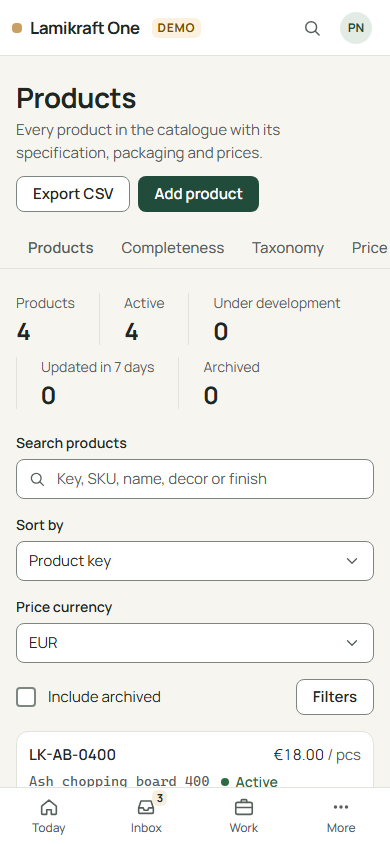 Lamikraft One DEMO PN
Products
Every product in the catalogue with its
specification, packaging and prices.
Export CSV Add product
Products Completeness Taxonomy Price
Products Active Under development
4 4 0
Updated in 7 days Archived
0 0
Search products
Key, SKU, name, decor or finish
Sort by
Product key
Price currency
EUR
Include archived Filters
LK-AB-0400 €18.00 / pcs
Ash chopping board 400 Active
3
Today Inbox Work More